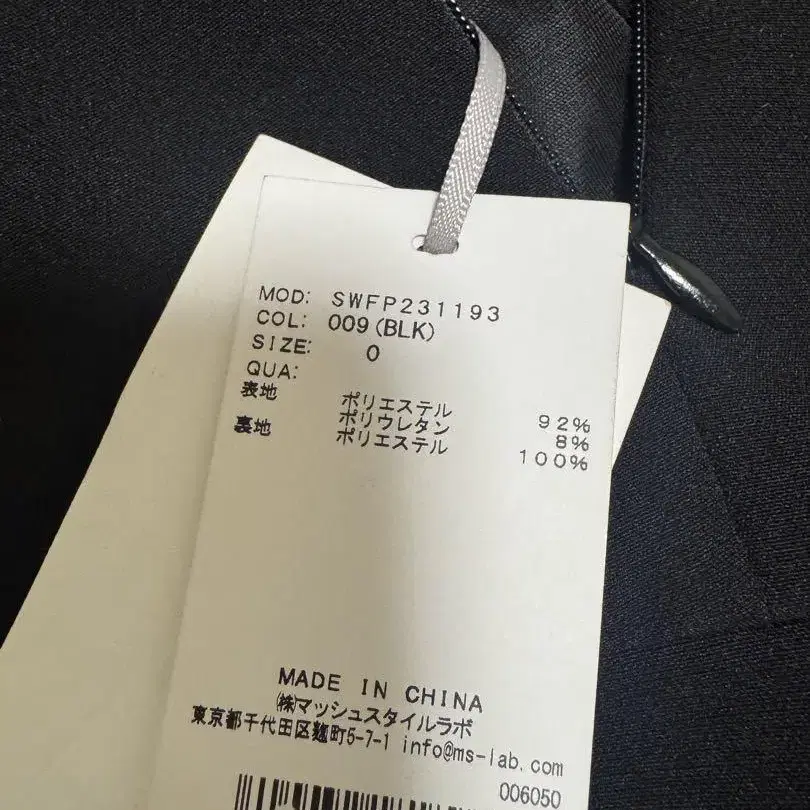 MOD: SWFP231193
COL: 009(BLK)
SIZE: 0
QUA:
表地 ポリエステル 92%
ポリウレタン 8%
裏地 ポリエステル 100%
MADE IN CHINA
㈱マッシュスタイルラボ
東京都千代田区麹町5-7-1 info@ms-lab.com
006050